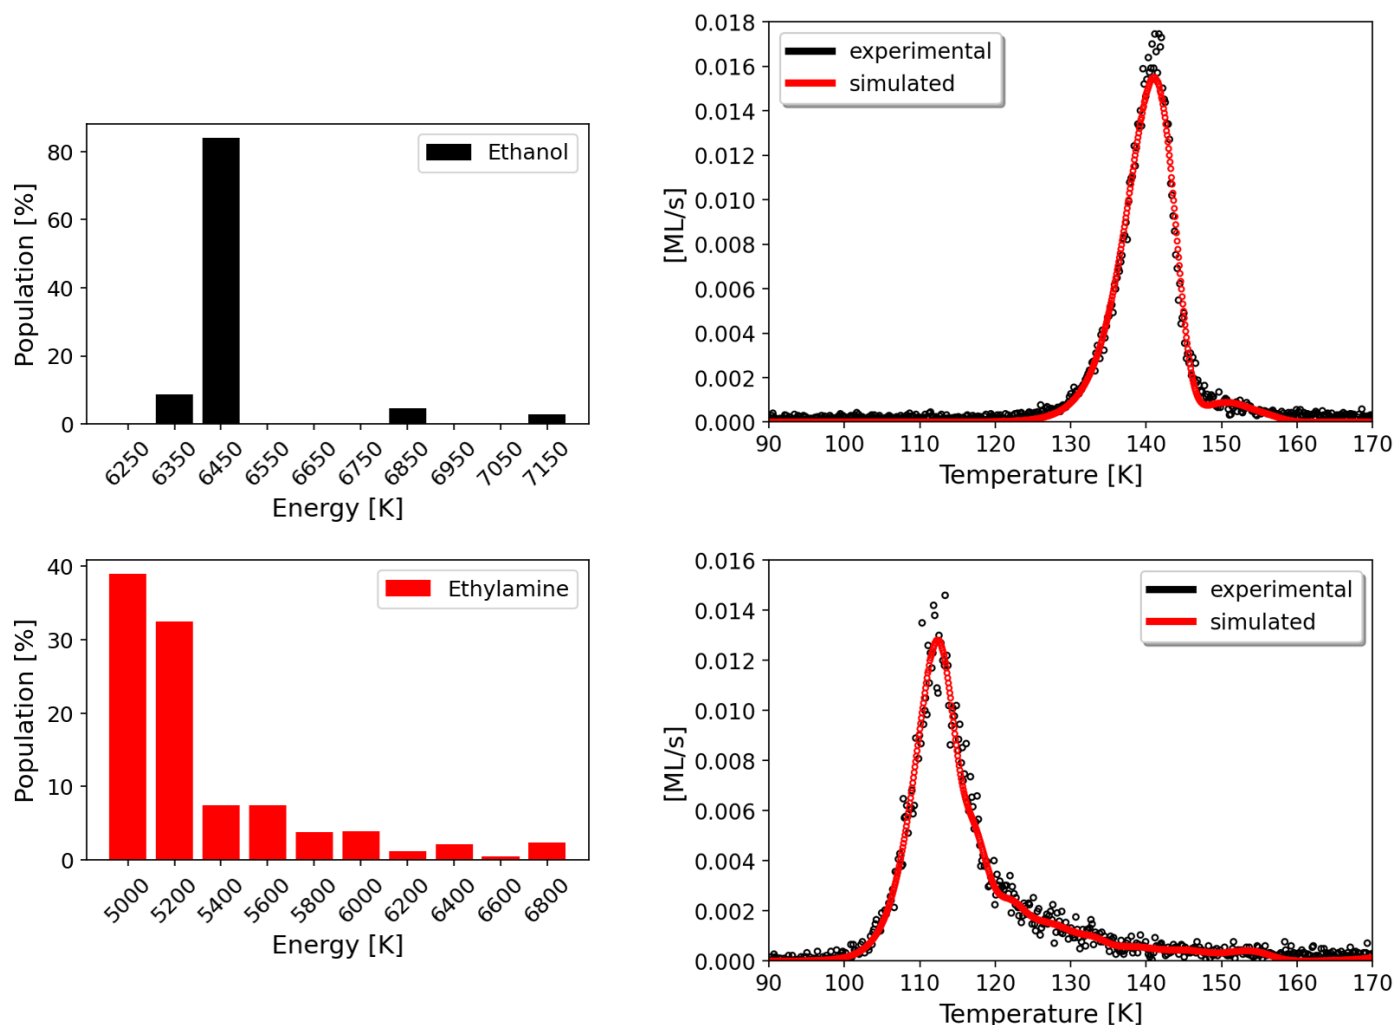 Population [%]
80
60
40
20
0
Ethanol
6250 6350 6450 6550 6650 6750 6850 6950 7050 7150
Energy [K]
[ML/s]
0.018
0.016
0.014
0.012
0.010
0.008
0.006
0.004
0.002
0.000
experimental
simulated
90 100 110 120 130 140 150 160 170
Temperature [K]
Population [%]
40
30
20
10
0
Ethylamine
5000 5200 5400 5600 5800 6000 6200 6400 6600 6800
Energy [K]
[ML/s]
0.016
0.014
0.012
0.010
0.008
0.006
0.004
0.002
0.000
experimental
simulated
90 100 110 120 130 140 150 160 170
Temperature [K]